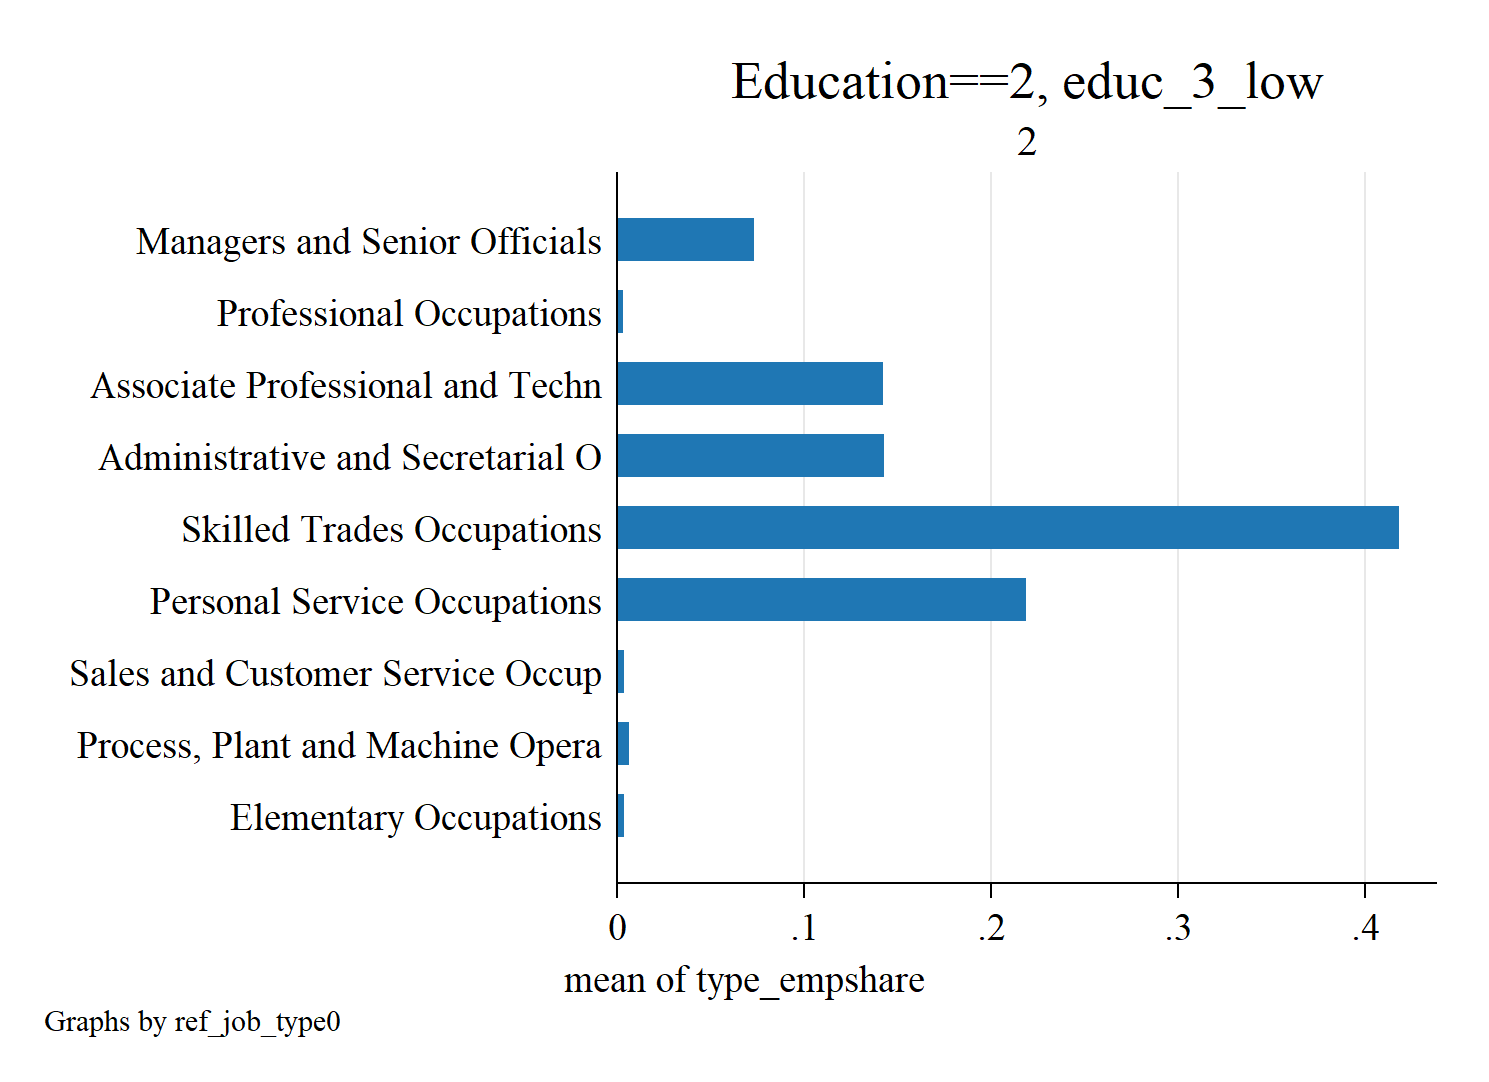 Education==2, educ_3_low
2
Managers and Senior Officials
Professional Occupations
Associate Professional and Techn
Administrative and Secretarial O
Skilled Trades Occupations
Personal Service Occupations
Sales and Customer Service Occup
Process, Plant and Machine Opera
Elementary Occupations
0 .1 .2 .3 .4
mean of type_empshare
Graphs by ref_job_type0